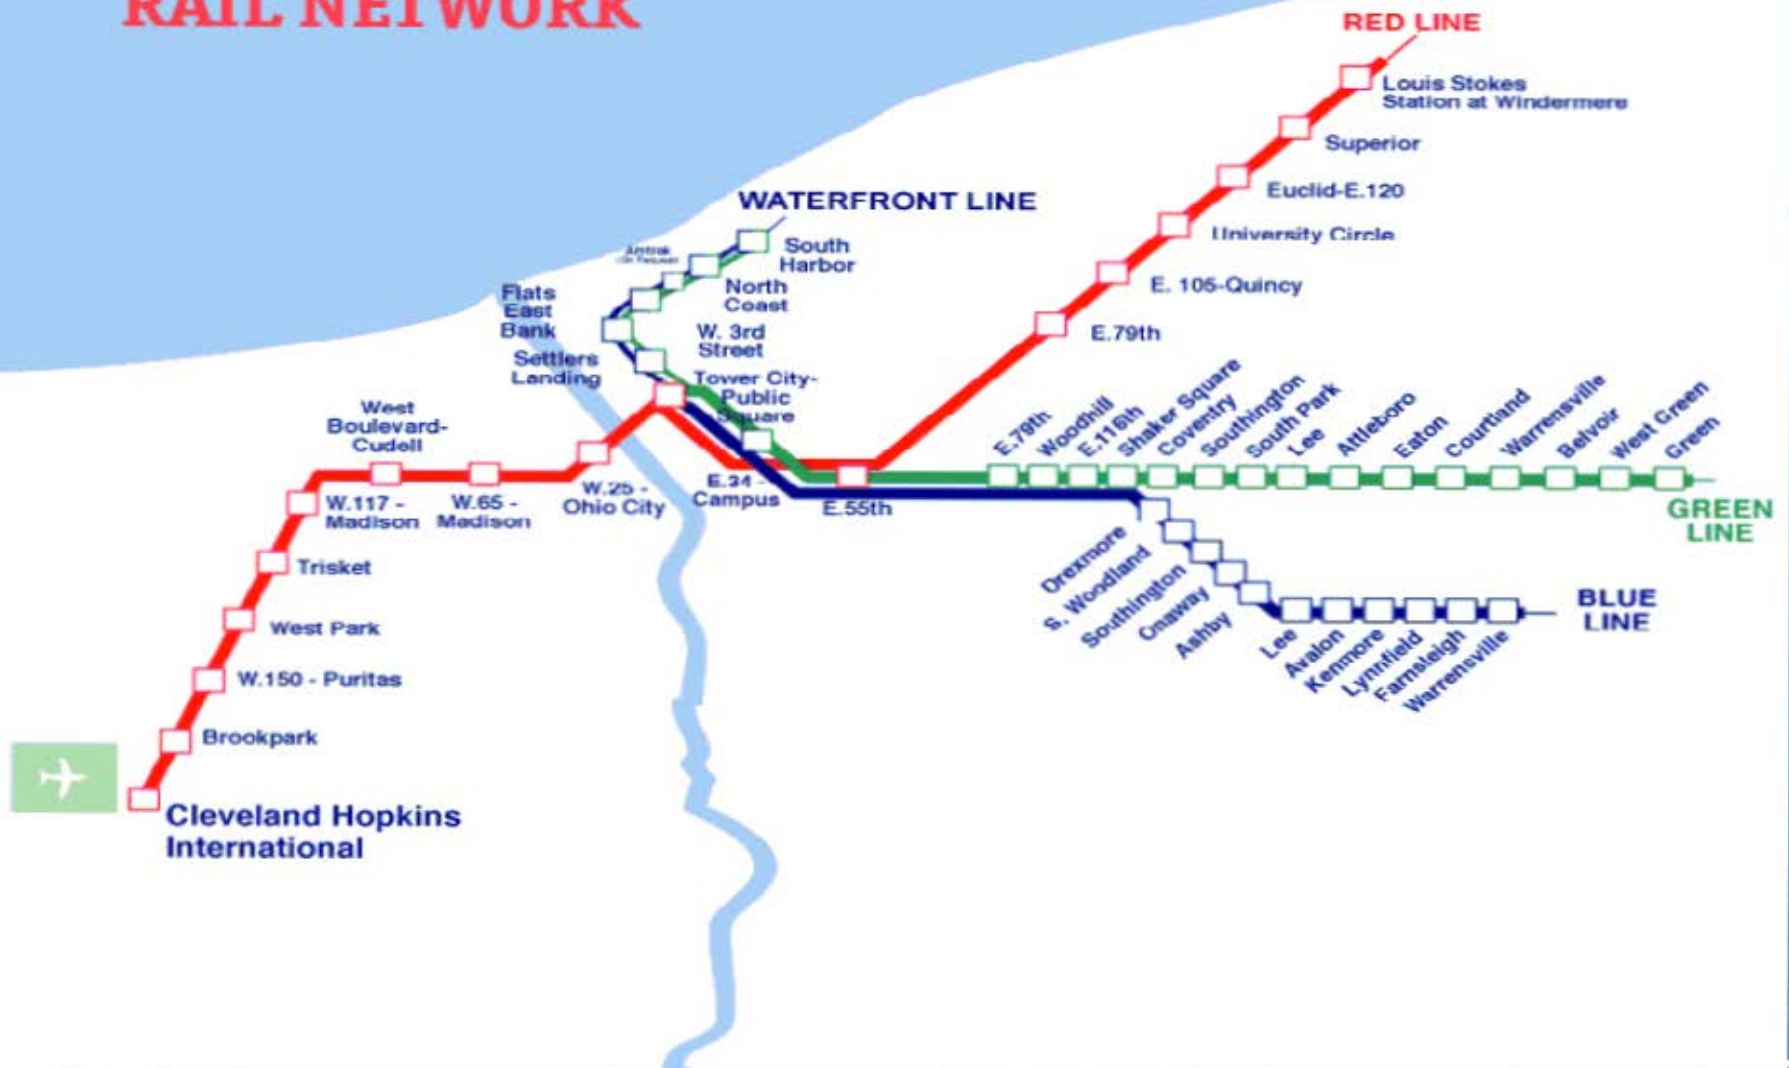 RAIL NETWORK
RED LINE
Louis Stokes
Station at Windermere
Superior
Euclid-E.120
University Circle
E. 105-Quincy
E.79th
WATERFRONT LINE
South
Harbor
Amtrak
North
Coast
Flats
East
Bank
W. 3rd
Street
Settlers
Landing
Tower City-
Public
Square
West
Boulevard-
Cudell
W.117 -
Madison
W.65 -
Madison
W.25 -
Ohio City
E.34 -
Campus
E.55th
E.79th
Woodhill
E.116th
Shaker Square
Coventry
Southington
South Park
Lee
Attleboro
Eaton
Courtland
Warrensville
Belvoir
West Green
Green
GREEN
LINE
Drexmore
S. Woodland
Southington
Onaway
Ashby
Lee
Avalon
Kenmore
Lynnfield
Farnsleigh
Warrensville
BLUE
LINE
Trisket
West Park
W.150 - Puritas
Brookpark
Cleveland Hopkins
International